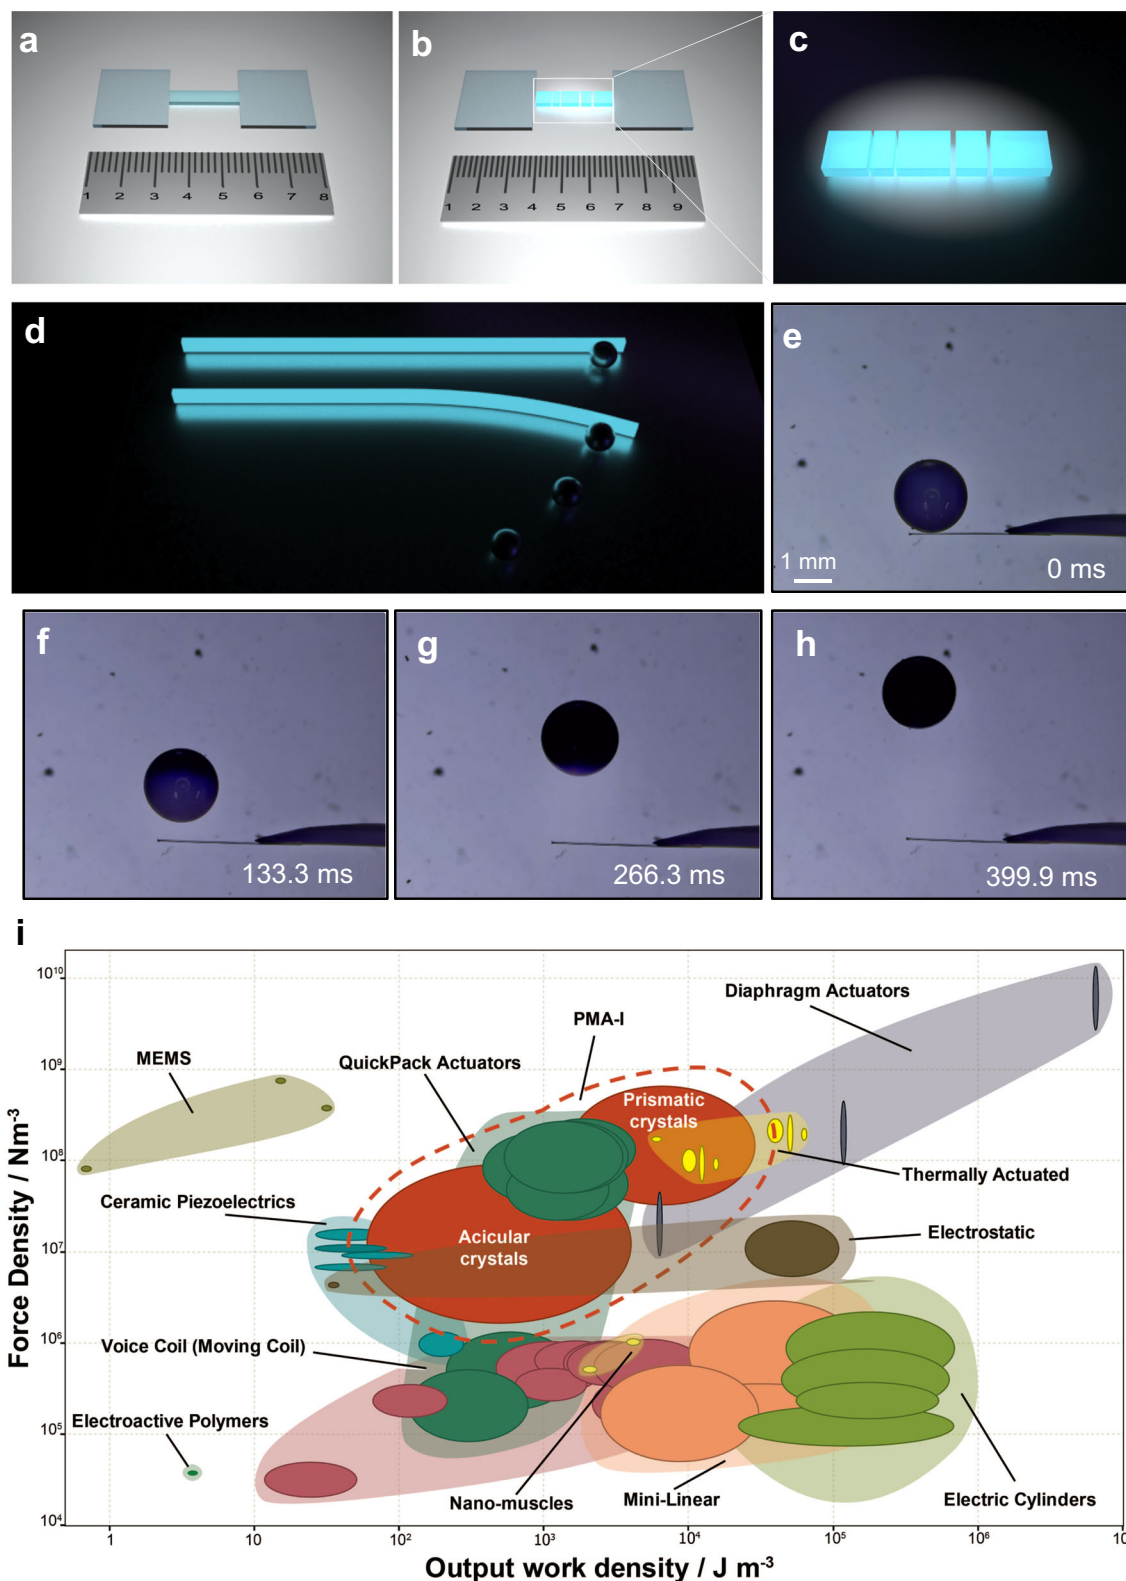 a
b
c
1 2 3 4 5 6 7 8
1 2 3 4 5 6 7 8 9
d
e
1 mm
0 ms
f
g
h
133.3 ms
266.3 ms
399.9 ms
i
10¹⁰
10⁹
10⁸
10⁷
10⁶
10⁵
10⁴
Force Density / Nm⁻³
Diaphragm Actuators
PMA-I
MEMS
QuickPack Actuators
Prismatic
crystals
Thermally Actuated
Ceramic Piezoelectrics
Electrostatic
Acicular
crystals
Voice Coil (Moving Coil)
Electroactive Polymers
Nano-muscles
Mini-Linear
Electric Cylinders
1 10 10² 10³ 10⁴ 10⁵ 10⁶
Output work density / J m⁻³